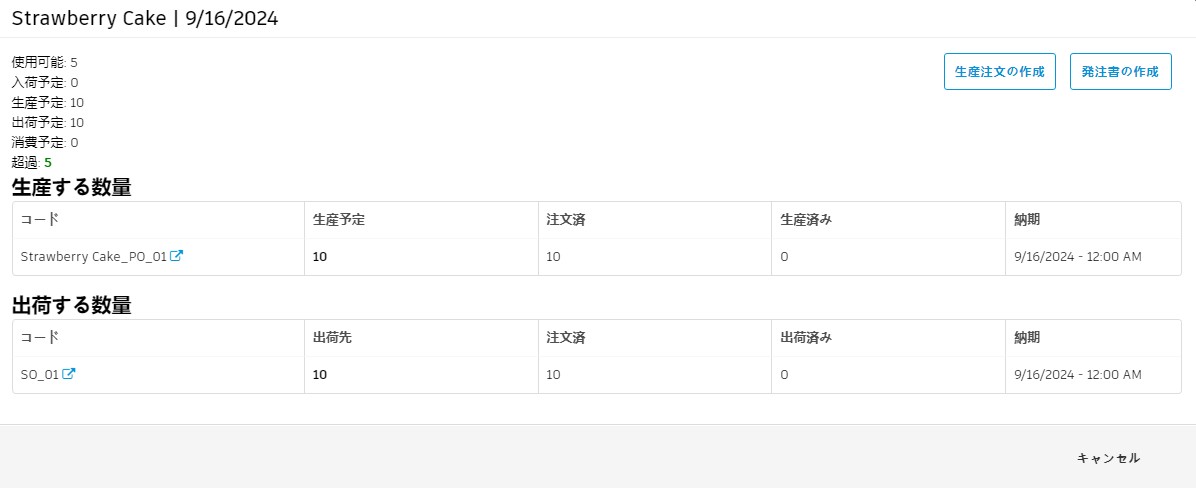 Strawberry Cake | 9/16/2024
使用可能: 5
生産注文の作成 発注書の作成
入荷予定: 0
生産予定: 10
出荷予定: 10
消費予定: 0
超過: 5
生産する数量
コード 生産予定 注文済 生産済み 納期
Strawberry Cake_PO_01 10 10 0 9/16/2024 - 12:00 AM
出荷する数量
コード 出荷先 注文済 出荷済み 納期
SO_01 10 10 0 9/16/2024 - 12:00 AM
キャンセル